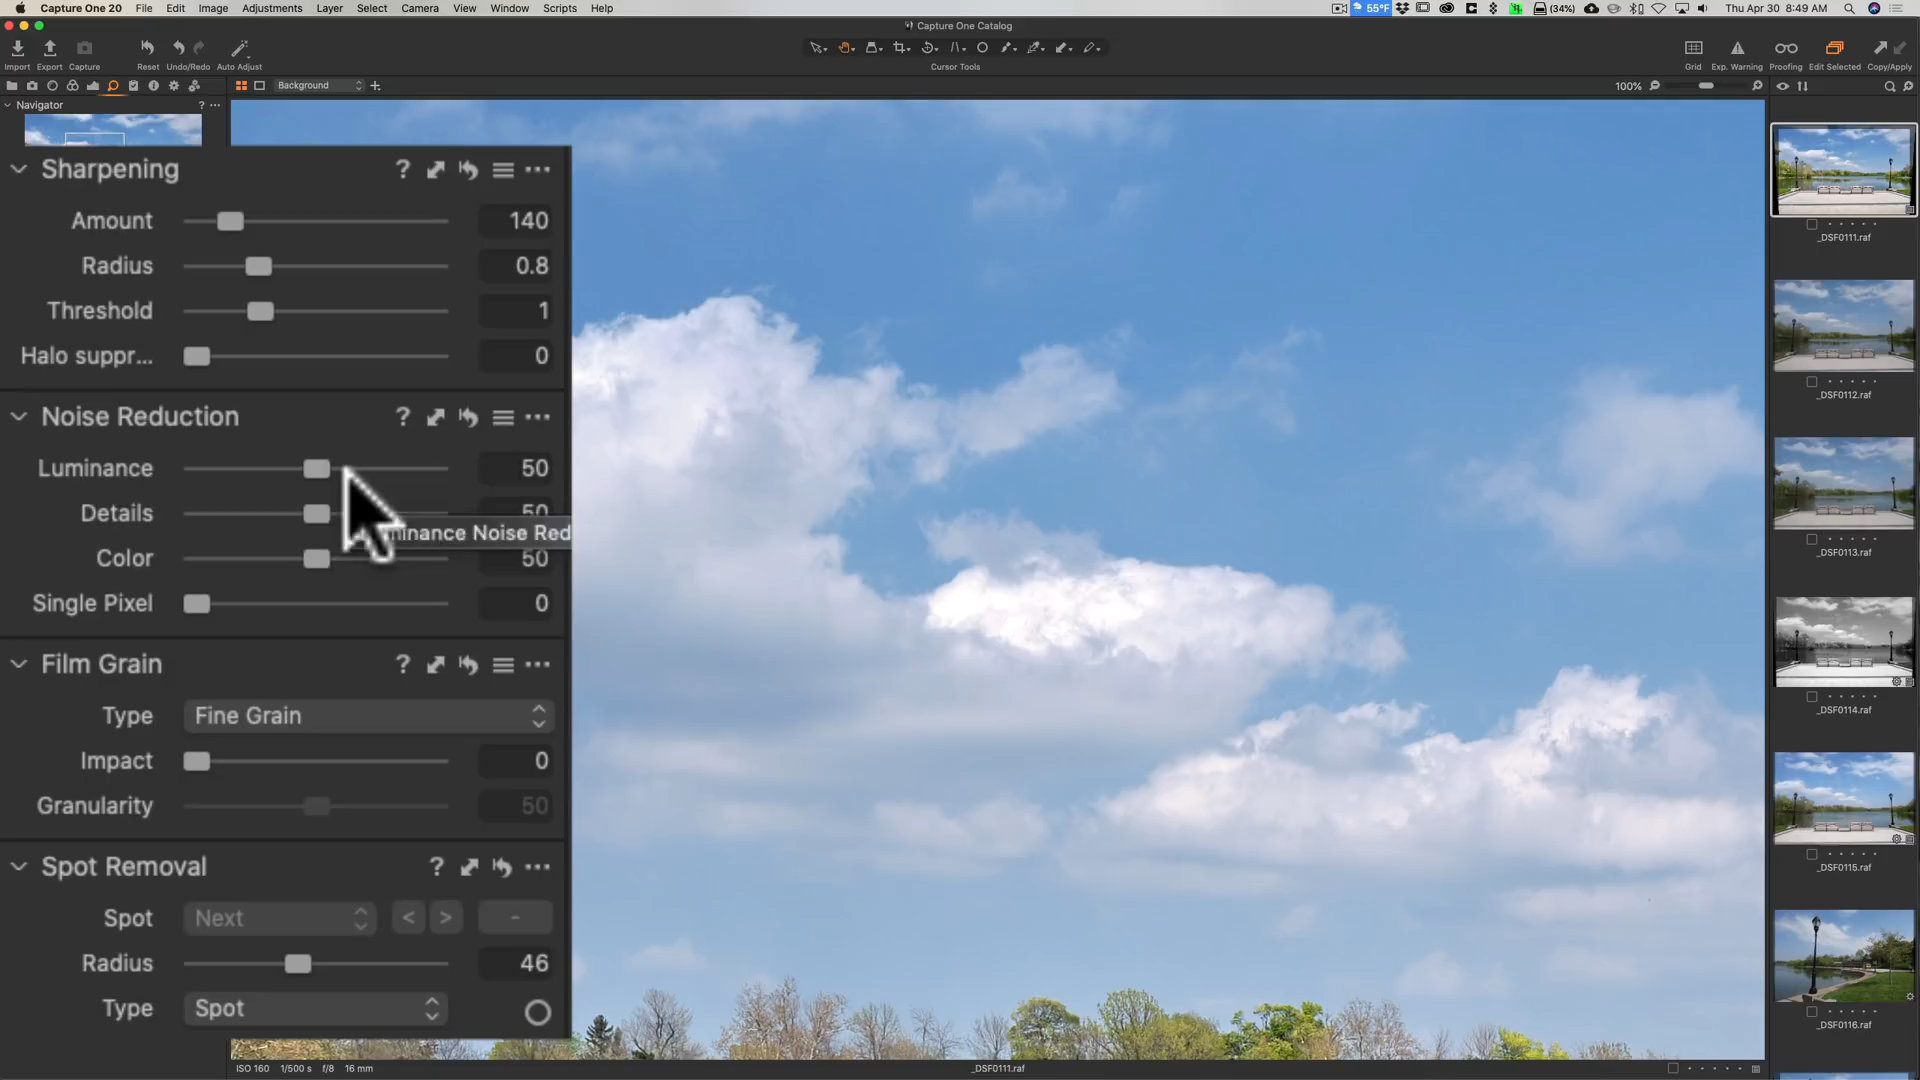 Capture One 20 File Edit Image Adjustments Layer Select Camera View Window Scripts Help 55°F (34%) Thu Apr 30 8:49 AM
Capture One Catalog
Import Export Capture Reset Undo/Redo Auto Adjust Cursor Tools Grid Exp. Warning Proofing Edit Selected Copy/Apply
Background 100%
Navigator ? ...
Sharpening ? ...
Amount 140
Radius 0.8
Threshold 1
Halo suppr... 0
Noise Reduction ? ...
Luminance 50
Details 50
inance Noise Red
Color 50
Single Pixel 0
Film Grain ? ...
Type Fine Grain
Impact 0
Granularity 50
Spot Removal ? ...
Spot Next < > -
Radius 46
Type Spot
ISO 160 1/500 s f/8 16 mm _DSF0111.raf
_DSF0111.raf
_DSF0112.raf
_DSF0113.raf
_DSF0114.raf
_DSF0115.raf
_DSF0116.raf